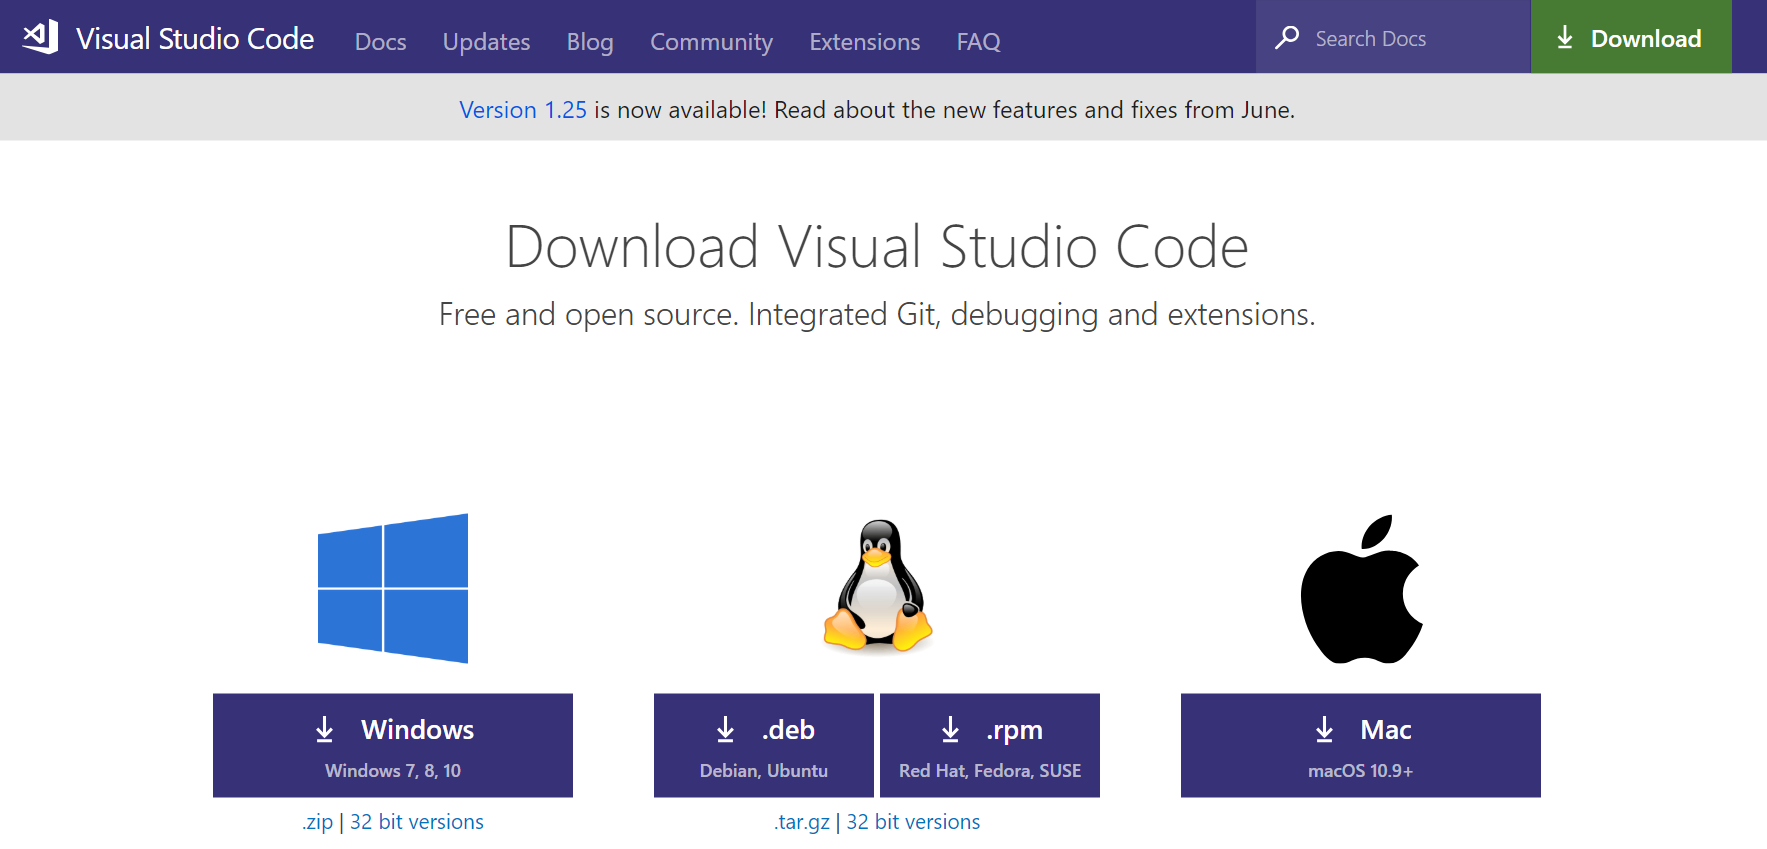 Visual Studio Code Docs Updates Blog Community Extensions FAQ Search Docs Download
Version 1.25 is now available! Read about the new features and fixes from June.
Download Visual Studio Code
Free and open source. Integrated Git, debugging and extensions.
Windows
Windows 7, 8, 10
.zip | 32 bit versions
.deb
Debian, Ubuntu
.rpm
Red Hat, Fedora, SUSE
.tar.gz | 32 bit versions
Mac
macOS 10.9+